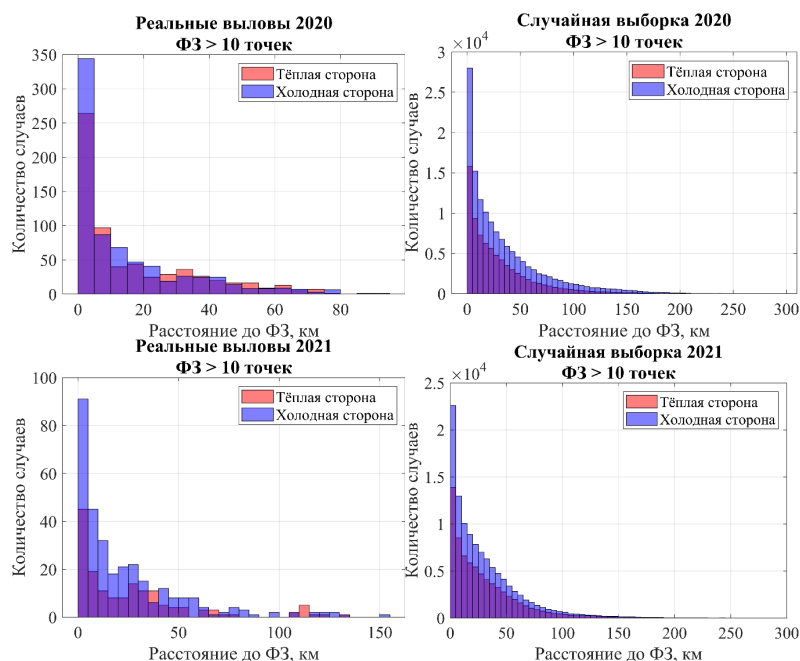 Реальные выловы 2020
ФЗ > 10 точек
Количество случаев
350
300
250
200
150
100
50
0
Тёплая сторона
Холодная сторона
0 20 40 60 80
Расстояние до ФЗ, км
Случайная выборка 2020
ФЗ > 10 точек
×10⁴
Количество случаев
3
2.5
2
1.5
1
0.5
0
Тёплая сторона
Холодная сторона
0 50 100 150 200 250 300
Расстояние до ФЗ, км
Реальные выловы 2021
ФЗ > 10 точек
Количество случаев
100
80
60
40
20
0
Тёплая сторона
Холодная сторона
0 50 100 150
Расстояние до ФЗ, км
Случайная выборка 2021
ФЗ > 10 точек
×10⁴
Количество случаев
2.5
2
1.5
1
0.5
0
Тёплая сторона
Холодная сторона
0 50 100 150 200 250 300
Расстояние до ФЗ, км